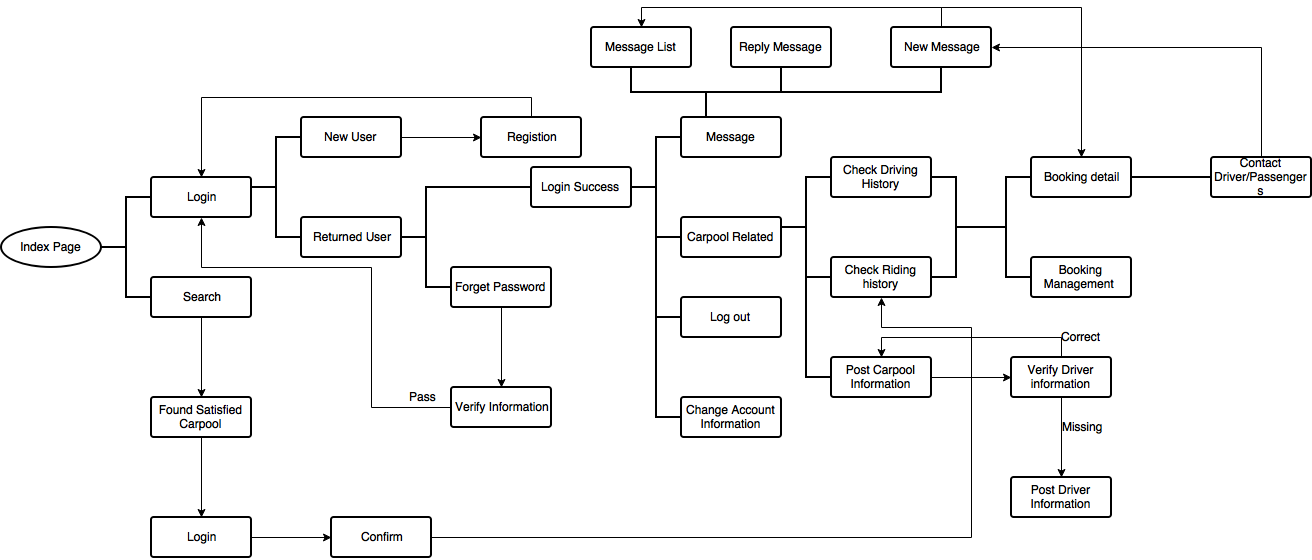 Message List
Reply Message
New Message
New User
Registion
Message
Login
Login Success
Check Driving
History
Booking detail
Contact
Driver/Passenger
s
Index Page
Returned User
Carpool Related
Search
Forget Password
Check Riding
history
Booking
Management
Log out
Correct
Post Carpool
Information
Verify Driver
information
Pass
Found Satisfied
Carpool
Verify Information
Change Account
Information
Missing
Post Driver
Information
Login
Confirm